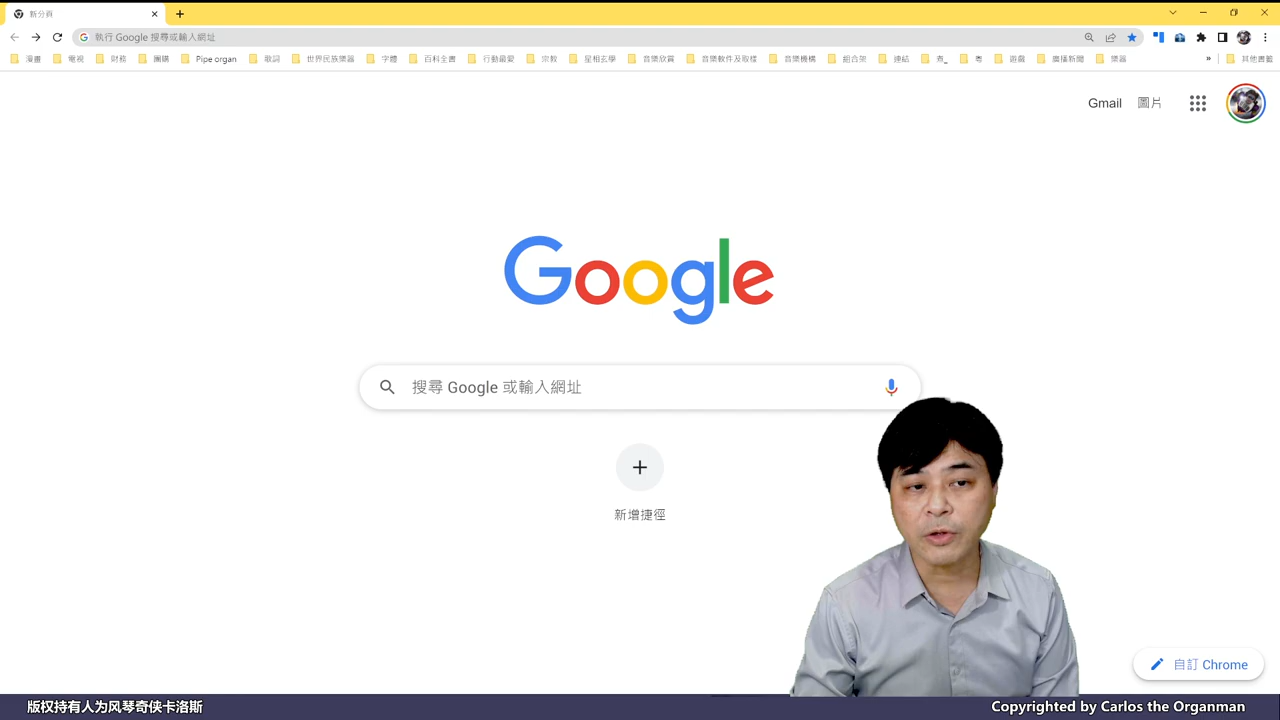 新分頁
執行 Google 搜尋或輸入網址
漫畫 電視 財務 團購 Pipe organ 歌詞 世界民族樂器 字體 百科全書 行動最愛 宗教 星相玄學 音樂欣賞 音樂軟件及取樣 音樂機構 組合架 連結 粵 遊戲 廣播新聞 樂器 » 其他書籤
Gmail 圖片
Google
搜尋 Google 或輸入網址
新增捷徑
自訂 Chrome
版权持有人为风琴奇侠卡洛斯
Copyrighted by Carlos the Organman